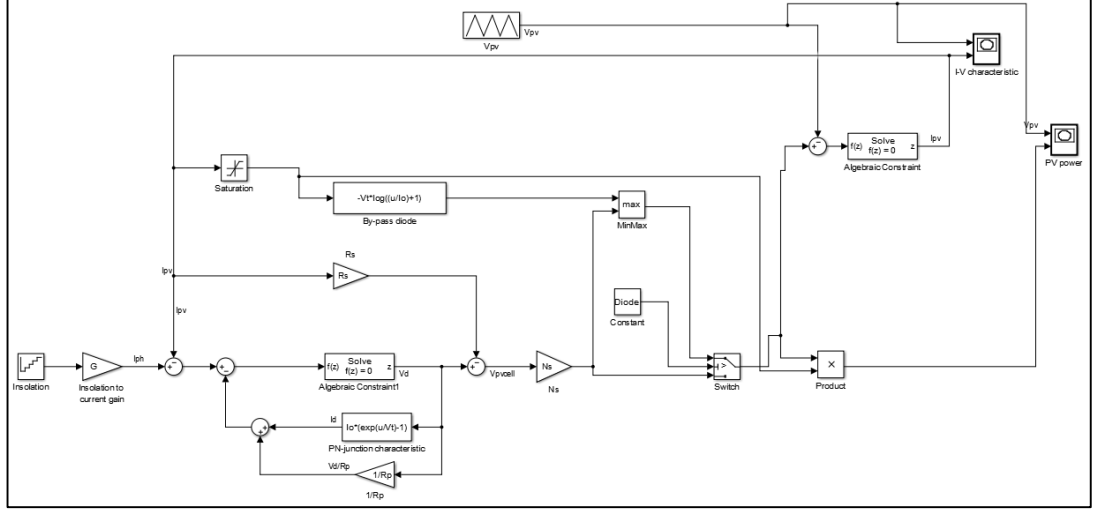 Vpv
Vpv
I-V characteristic
Ipv
Vpv
PV power
Solve
f(z) = 0
f(z)
z
Algebraic Constraint
Saturation
-Vt*log((u/Io)+1)
By-pass diode
max
MinMax
Rs
Rs
Ipv
Ipv
Diode
Constant
Insolation
G
Iph
Insolation to
current gain
Solve
f(z) = 0
f(z)
z
Vd
Algebraic Constraint1
Vpvcell
Ns
Ns
Switch
Product
Id
Io*(exp(u/Vt)-1)
PN-junction characteristic
Vd/Rp
1/Rp
1/Rp